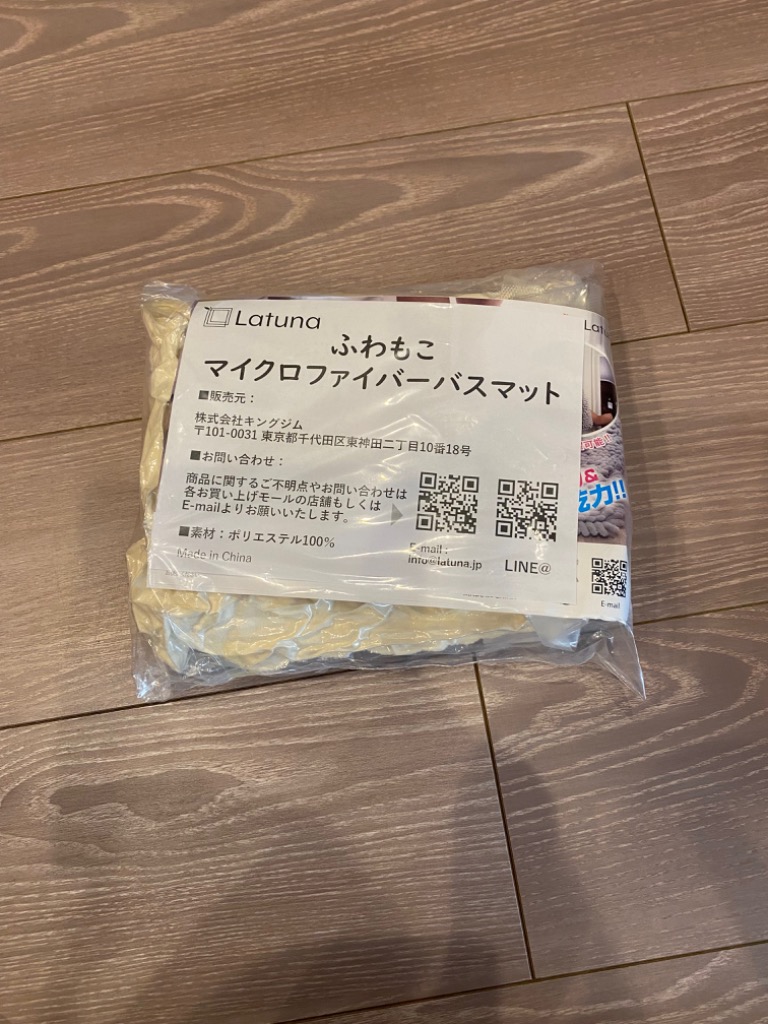 Latuna
ふわもこ
マイクロファイバーバスマット
■販売元：
株式会社キングジム
〒101-0031 東京都千代田区東神田二丁目10番18号
■お問い合わせ：
商品に関するご不明点やお問い合わせは
各お買い上げモールの店舗もしくは
E-mailよりお願いいたします。
■素材：ポリエステル100%
Made in China
E-mail：
info@latuna.jp
LINE@
Lat
可能!!
&
乾力!!
E-mail